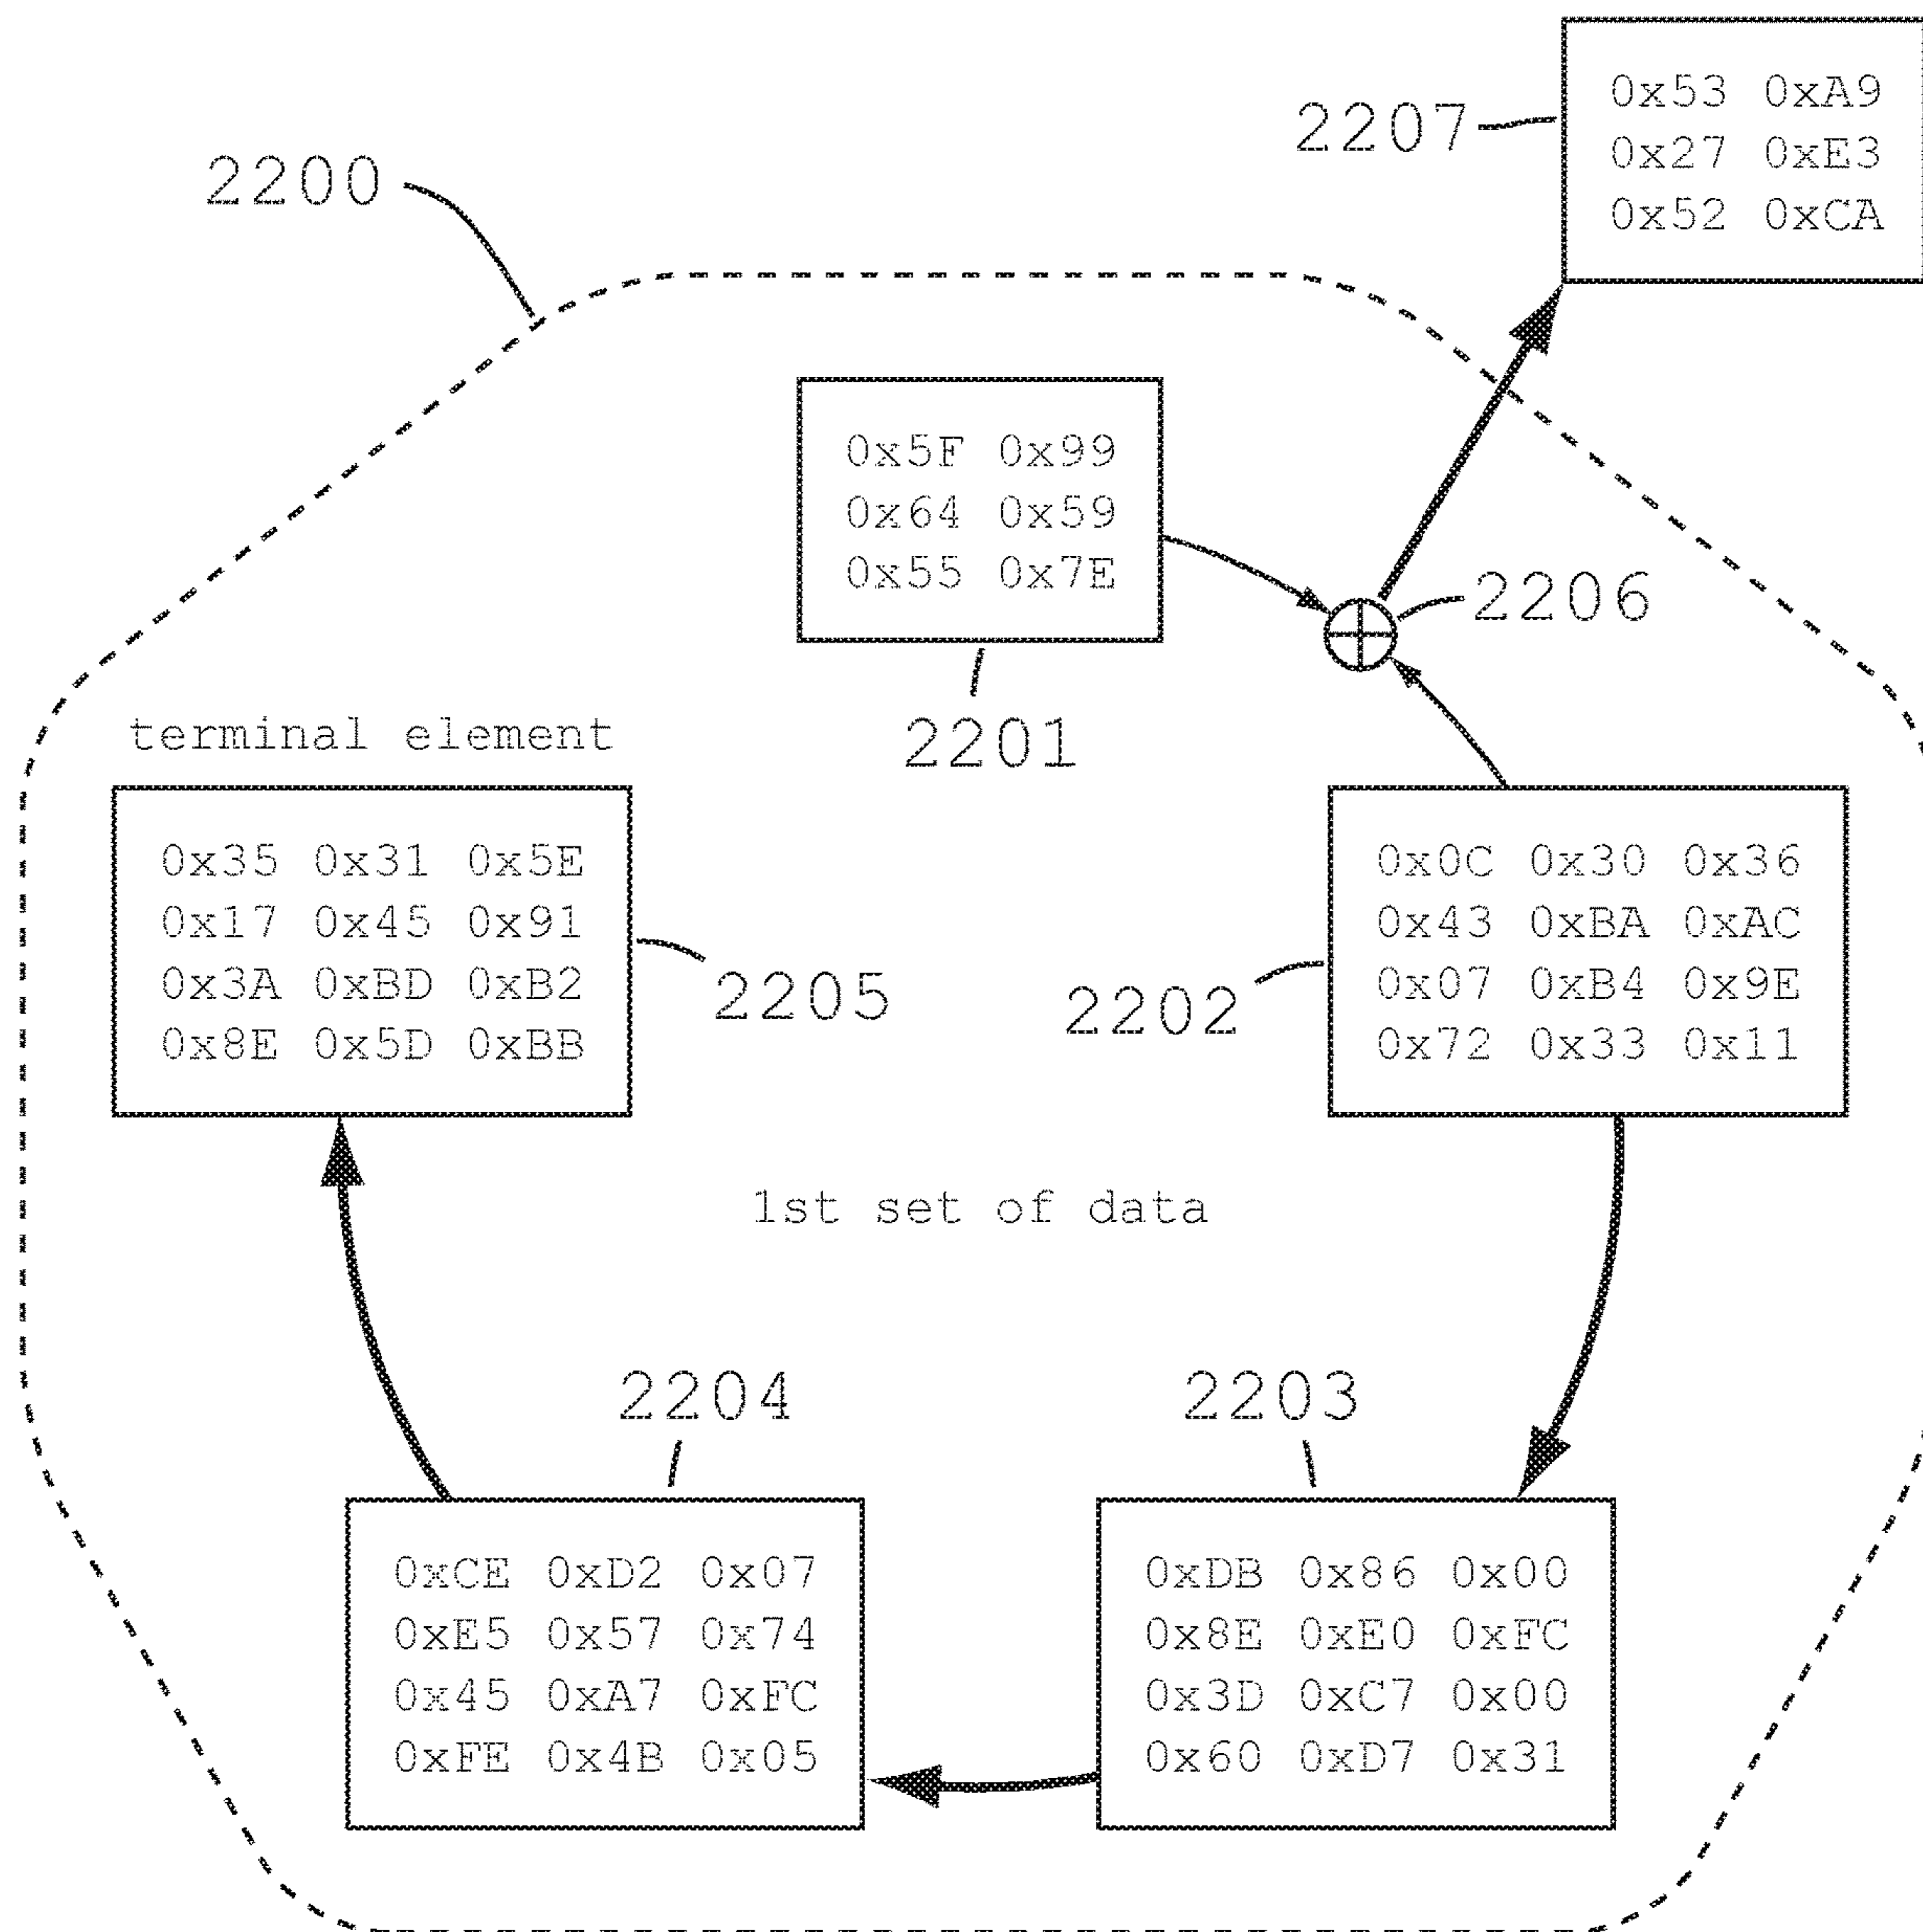 0x53 0xA9
0x27 0xE3
0x52 0xCA
2207
2200
0x5F 0x99
0x64 0x59
0x55 0x7E
2201
2206
terminal element
0x35 0x31 0x5E
0x17 0x45 0x91
0x3A 0xBD 0xB2
0x8E 0x5D 0xBB
2205
0x0C 0x30 0x36
0x43 0xBA 0xAC
0x07 0xB4 0x9E
0x72 0x33 0x11
2202
1st set of data
2204
2203
0xCE 0xD2 0x07
0xE5 0x57 0x74
0x45 0xA7 0xFC
0xFE 0x4B 0x05
0xDB 0x86 0x00
0x8E 0xE0 0xFC
0x3D 0xC7 0x00
0x60 0xD7 0x31